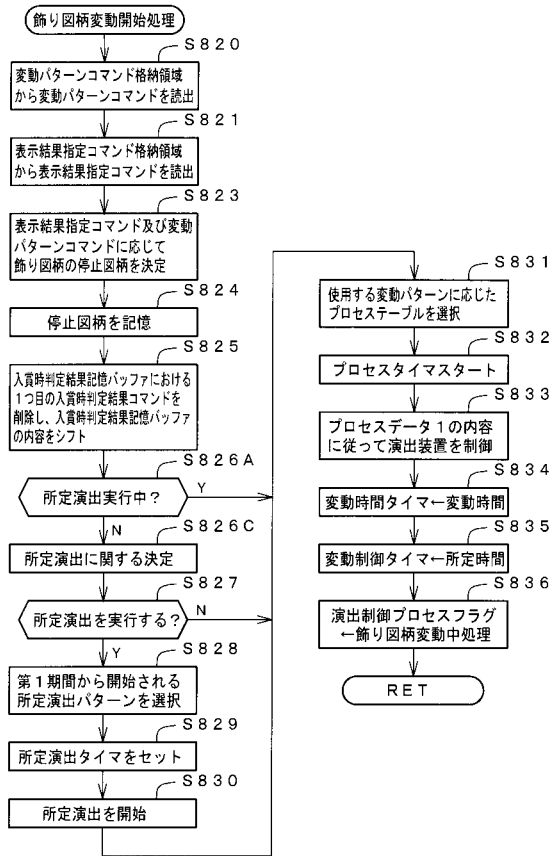 飾り図柄変動開始処理
S820
変動パターンコマンド格納領域
から変動パターンコマンドを読出
S821
表示結果指定コマンド格納領域
から表示結果指定コマンドを読出
S823
表示結果指定コマンド及び変動
パターンコマンドに応じて
飾り図柄の停止図柄を決定
S824
停止図柄を記憶
S825
入賞時判定結果記憶バッファにおける
1つ目の入賞時判定結果コマンドを
削除し、入賞時判定結果記憶バッファ
の内容をシフト
S826A
所定演出実行中?
Y
N
S826C
所定演出に関する決定
S827
所定演出を実行する?
N
Y
S828
第1期間から開始される
所定演出パターンを選択
S829
所定演出タイマをセット
S830
所定演出を開始
S831
使用する変動パターンに応じた
プロセステーブルを選択
S832
プロセスタイマスタート
S833
プロセスデータ1の内容
に従って演出装置を制御
S834
変動時間タイマ←変動時間
S835
変動制御タイマ←所定時間
S836
演出制御プロセスフラグ
←飾り図柄変動中処理
RET